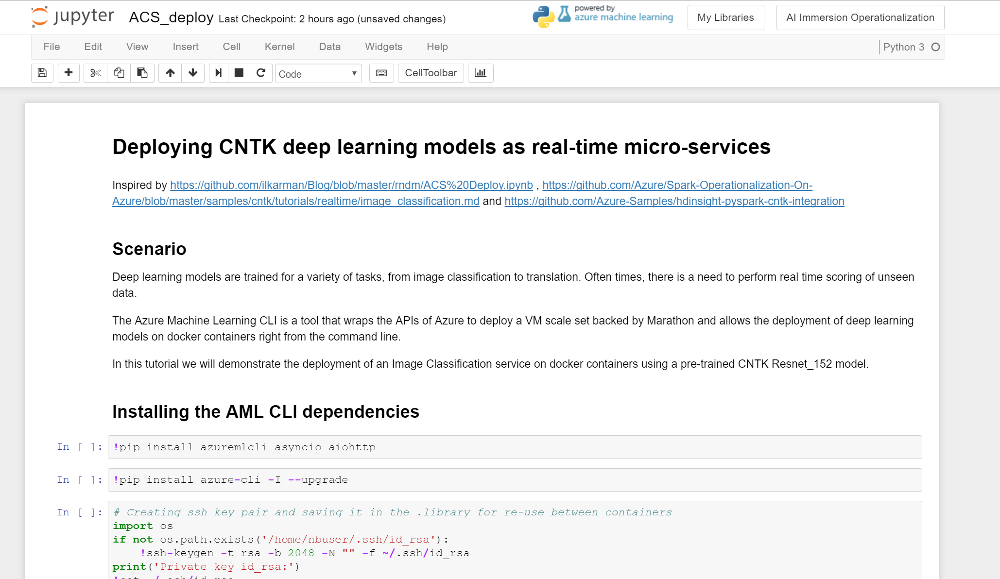 jupyter ACS_deploy Last Checkpoint: 2 hours ago (unsaved changes) powered by azure machine learning My Libraries AI Immersion Operationalization
File Edit View Insert Cell Kernel Data Widgets Help Python 3
Code CellToolbar
Deploying CNTK deep learning models as real-time micro-services
Inspired by https://github.com/ilkarman/Blog/blob/master/rndm/ACS%20Deploy.ipynb , https://github.com/Azure/Spark-Operationalization-On-
Azure/blob/master/samples/cntk/tutorials/realtime/image_classification.md and https://github.com/Azure-Samples/hdinsight-pyspark-cntk-integration
Scenario
Deep learning models are trained for a variety of tasks, from image classification to translation. Often times, there is a need to perform real time scoring of unseen
data.
The Azure Machine Learning CLI is a tool that wraps the APIs of Azure to deploy a VM scale set backed by Marathon and allows the deployment of deep learning
models on docker containers right from the command line.
In this tutorial we will demonstrate the deployment of an Image Classification service on docker containers using a pre-trained CNTK Resnet_152 model.
Installing the AML CLI dependencies
In [ ]: !pip install azuremlcli asyncio aiohttp
In [ ]: !pip install azure-cli -I --upgrade
In [ ]: # Creating ssh key pair and saving it in the .library for re-use between containers
import os
if not os.path.exists('/home/nbuser/.ssh/id_rsa'):
    !ssh-keygen -t rsa -b 2048 -N "" -f ~/.ssh/id_rsa
print('Private key id_rsa:')